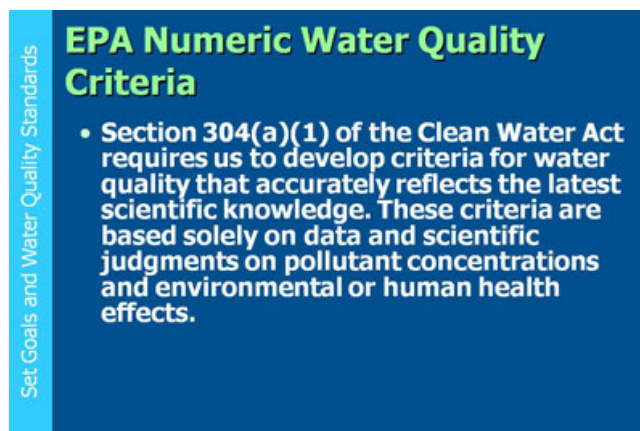 Set Goals and Water Quality Standards
EPA Numeric Water Quality
Criteria
• Section 304(a)(1) of the Clean Water Act
requires us to develop criteria for water
quality that accurately reflects the latest
scientific knowledge. These criteria are
based solely on data and scientific
judgments on pollutant concentrations
and environmental or human health
effects.